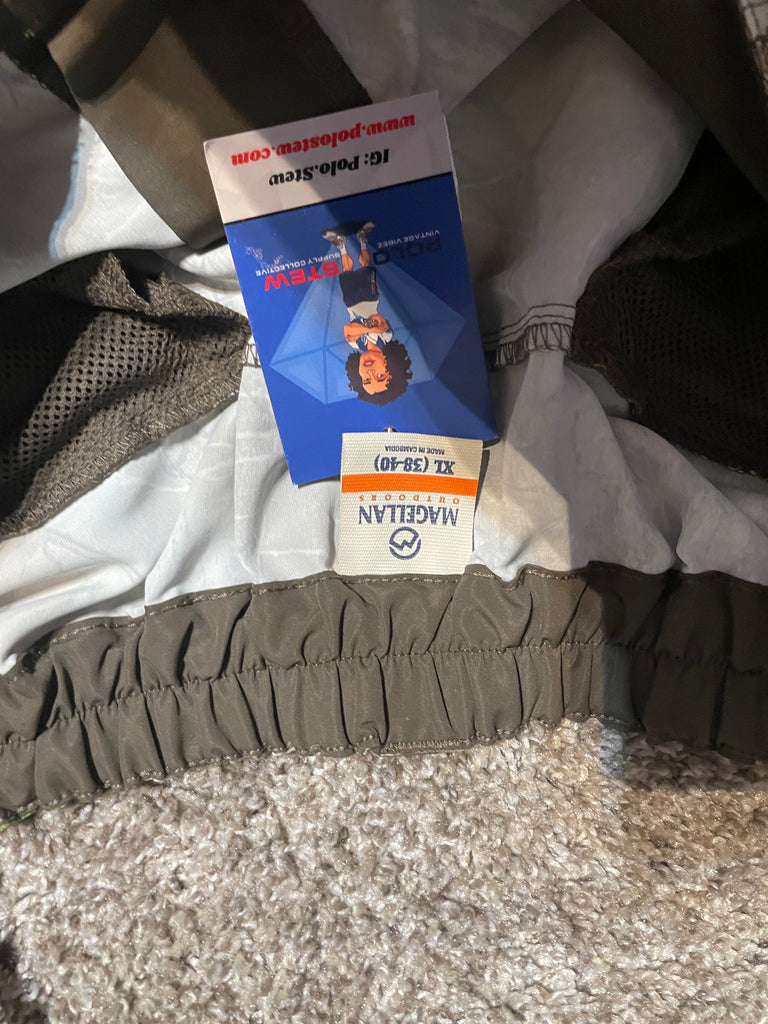 MAGELLAN
OUTDOORS
XL (38-40)
MADE IN CAMBODIA
POLO
VINTAGE VIBEZ
STEW
SUPPLY COLLECTIVE
IG: Polo.Stew
www.polostew.com